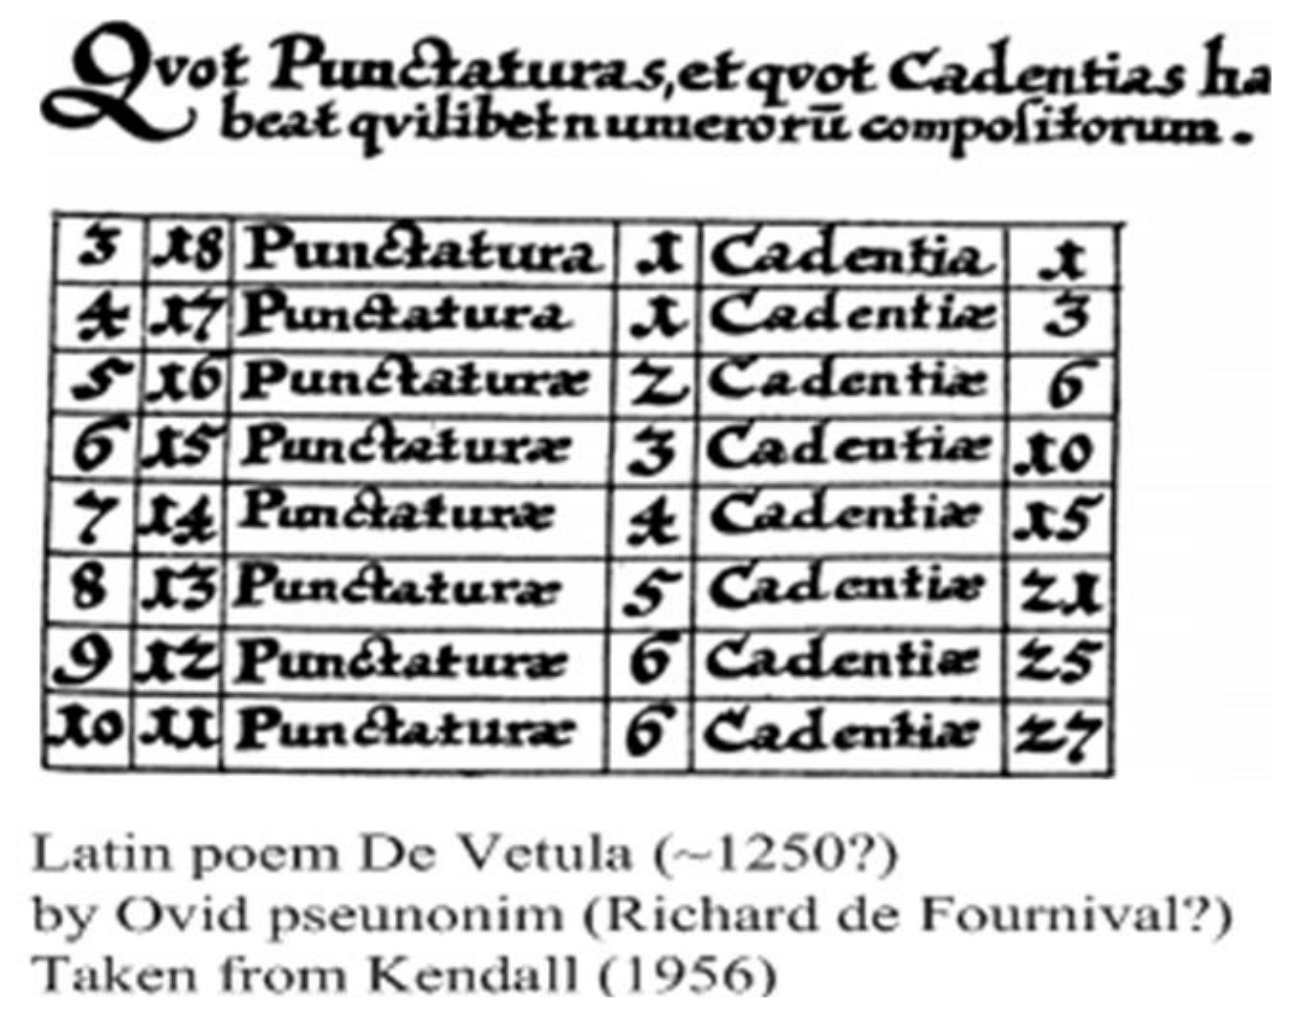 Qvot Punctaturas, et qvot Cadentias ha
beat qvilibet numerorū compoſitorum.
3 18 Punctatura 1 Cadentia 1
4 17 Punctatura 1 Cadentiæ 3
5 16 Punctaturæ 2 Cadentiæ 6
6 15 Punctaturæ 3 Cadentiæ 10
7 14 Punctaturæ 4 Cadentiæ 15
8 13 Punctaturæ 5 Cadentiæ 21
9 12 Punctaturæ 6 Cadentiæ 25
10 11 Punctaturæ 6 Cadentiæ 27
Latin poem De Vetula (~1250?)
by Ovid pseunonim (Richard de Fournival?)
Taken from Kendall (1956)